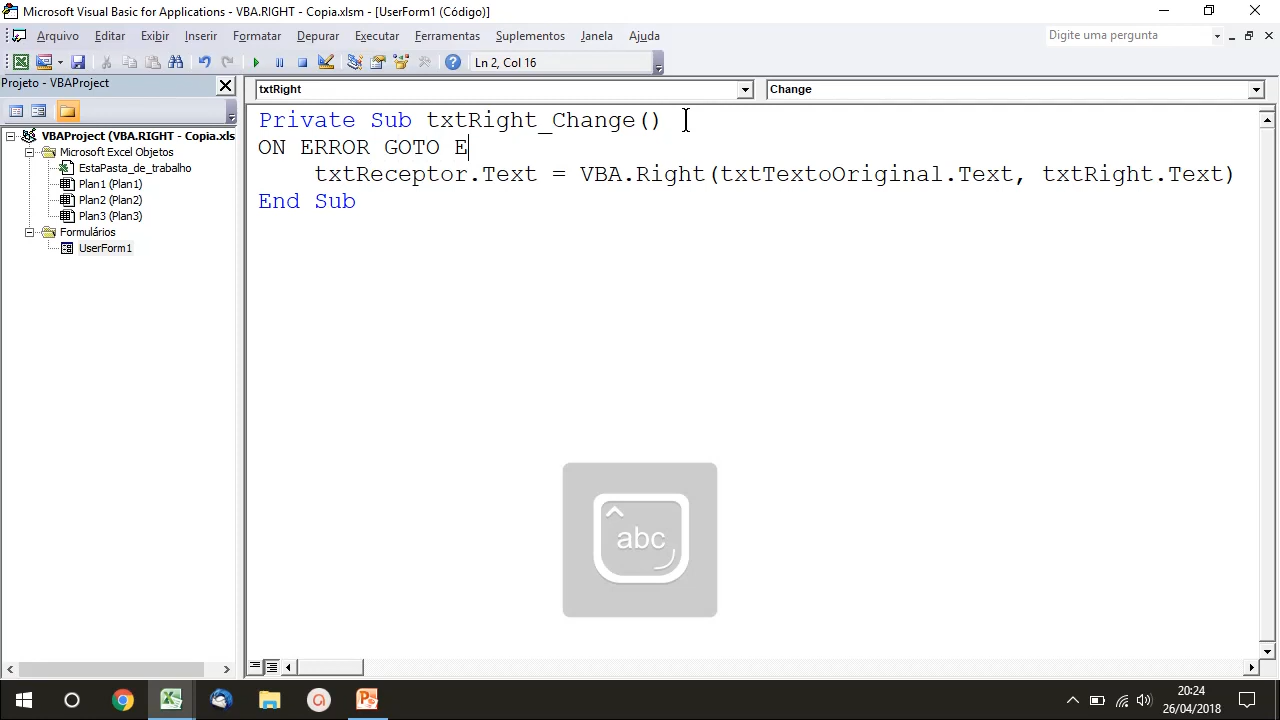 Microsoft Visual Basic for Applications - VBA.RIGHT - Copia.xlsm - [UserForm1 (Código)]
Arquivo Editar Exibir Inserir Formatar Depurar Executar Ferramentas Suplementos Janela Ajuda
Digite uma pergunta
Ln 2, Col 16
Projeto - VBAProject
txtRight
Change
VBAProject (VBA.RIGHT - Copia.xls
Microsoft Excel Objetos
EstaPasta_de_trabalho
Plan1 (Plan1)
Plan2 (Plan2)
Plan3 (Plan3)
Formulários
UserForm1
Private Sub txtRight_Change()
ON ERROR GOTO E
txtReceptor.Text = VBA.Right(txtTextoOriginal.Text, txtRight.Text)
End Sub
abc
20:24
26/04/2018